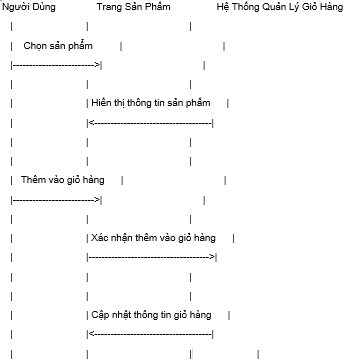 Người Dùng Trang Sản Phẩm Hệ Thống Quản Lý Giỏ Hàng
| | |
| Chọn sản phẩm | |
|------------------------->| |
| | |
| | Hiển thị thông tin sản phẩm |
| |<------------------------------------|
| | |
| | |
| Thêm vào giỏ hàng | |
|------------------------->| |
| | |
| | Xác nhận thêm vào giỏ hàng |
| |------------------------------------->|
| | |
| | |
| | Cập nhật thông tin giỏ hàng |
| |<------------------------------------|
| | || |